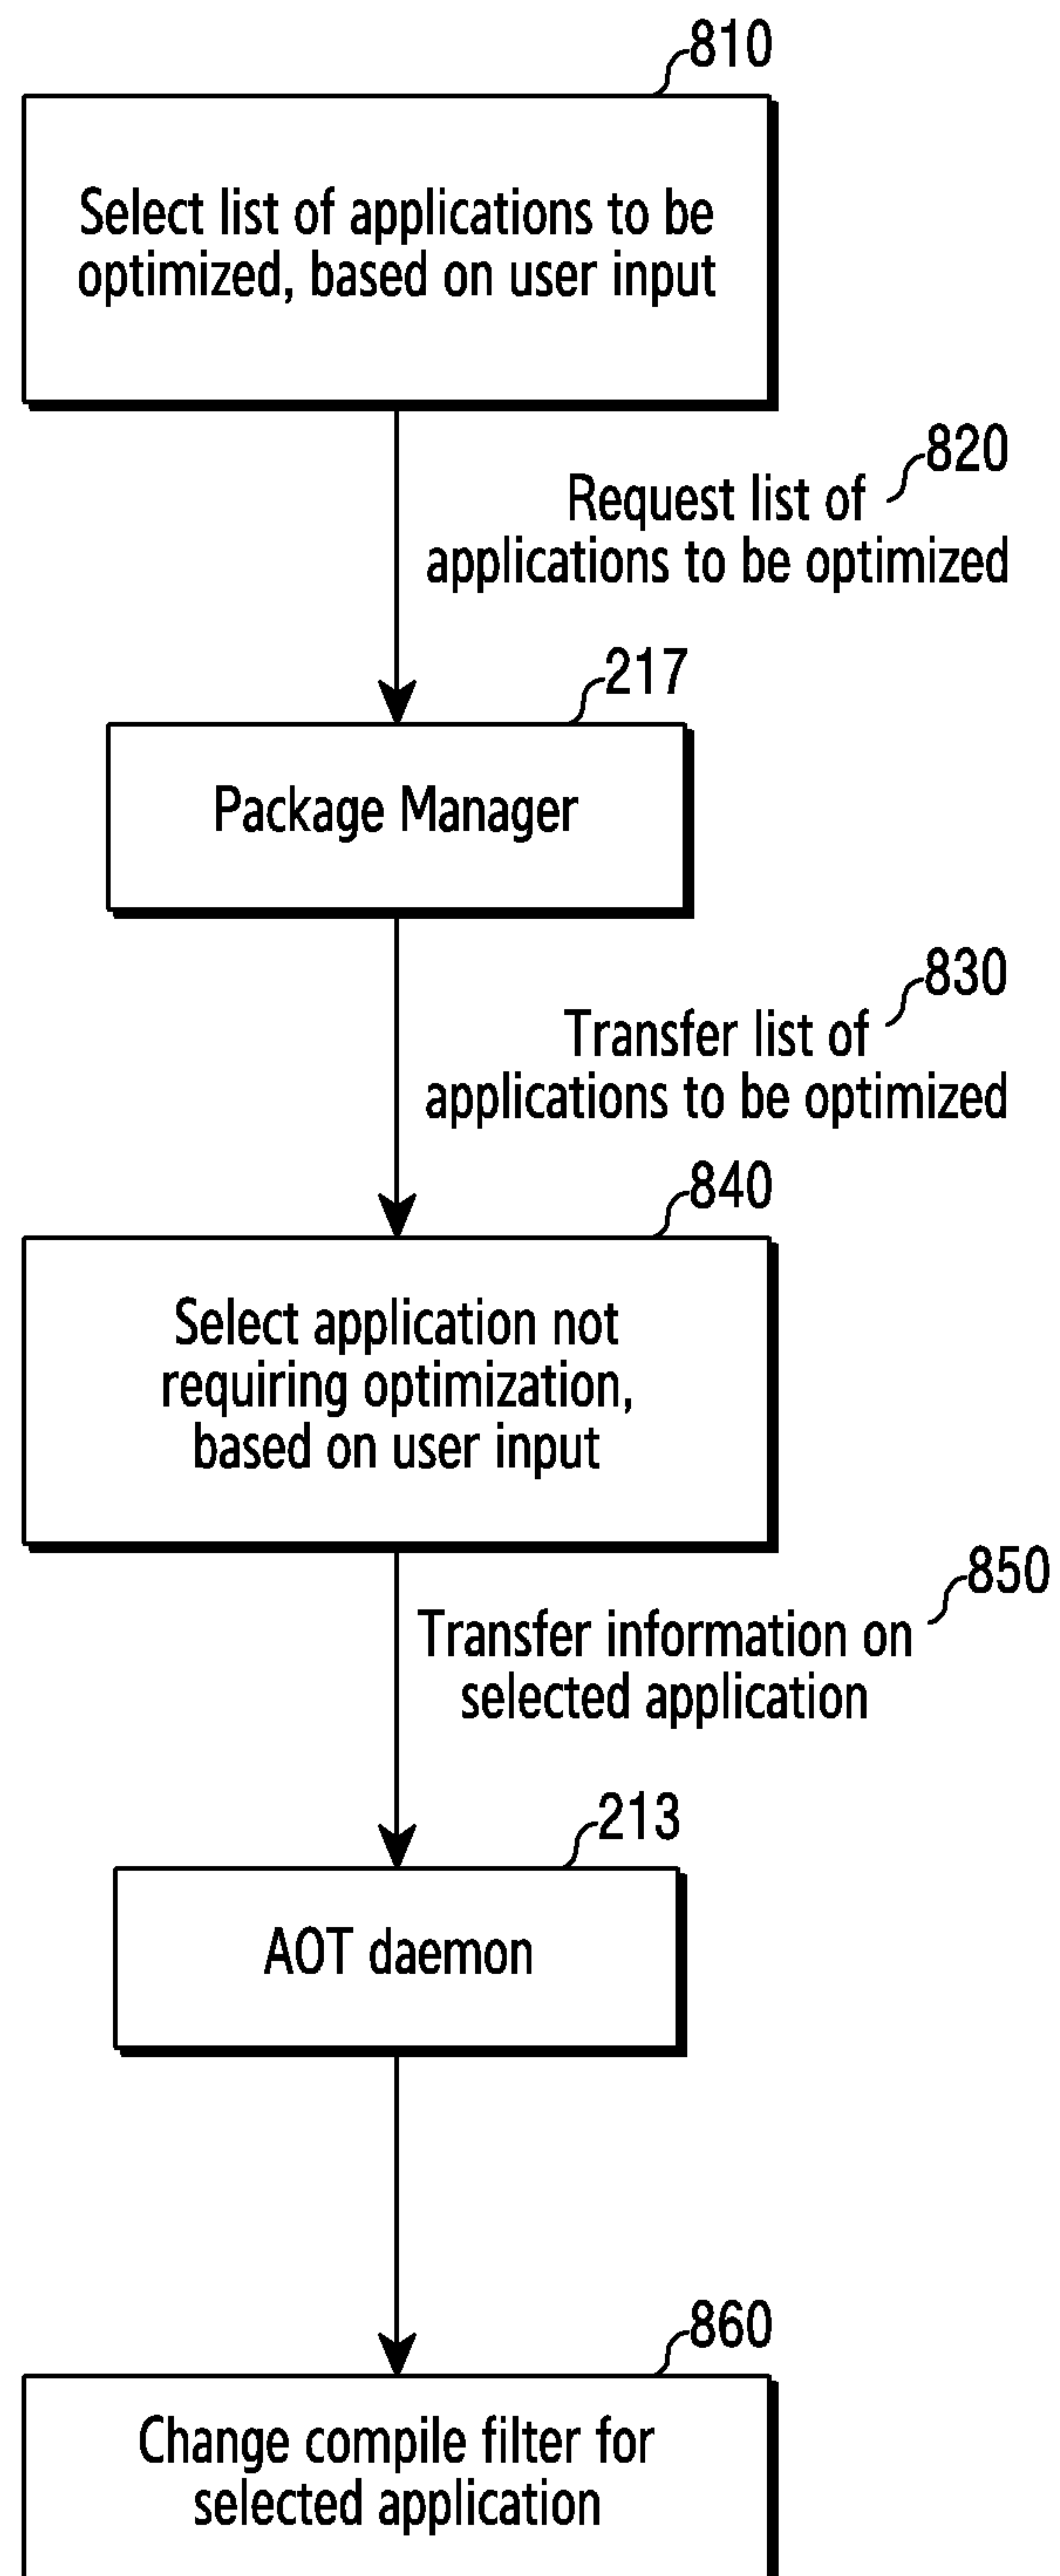 810
Select list of applications to be
optimized, based on user input
820
Request list of
applications to be optimized
217
Package Manager
830
Transfer list of
applications to be optimized
840
Select application not
requiring optimization,
based on user input
850
Transfer information on
selected application
213
AOT daemon
860
Change compile filter for
selected application